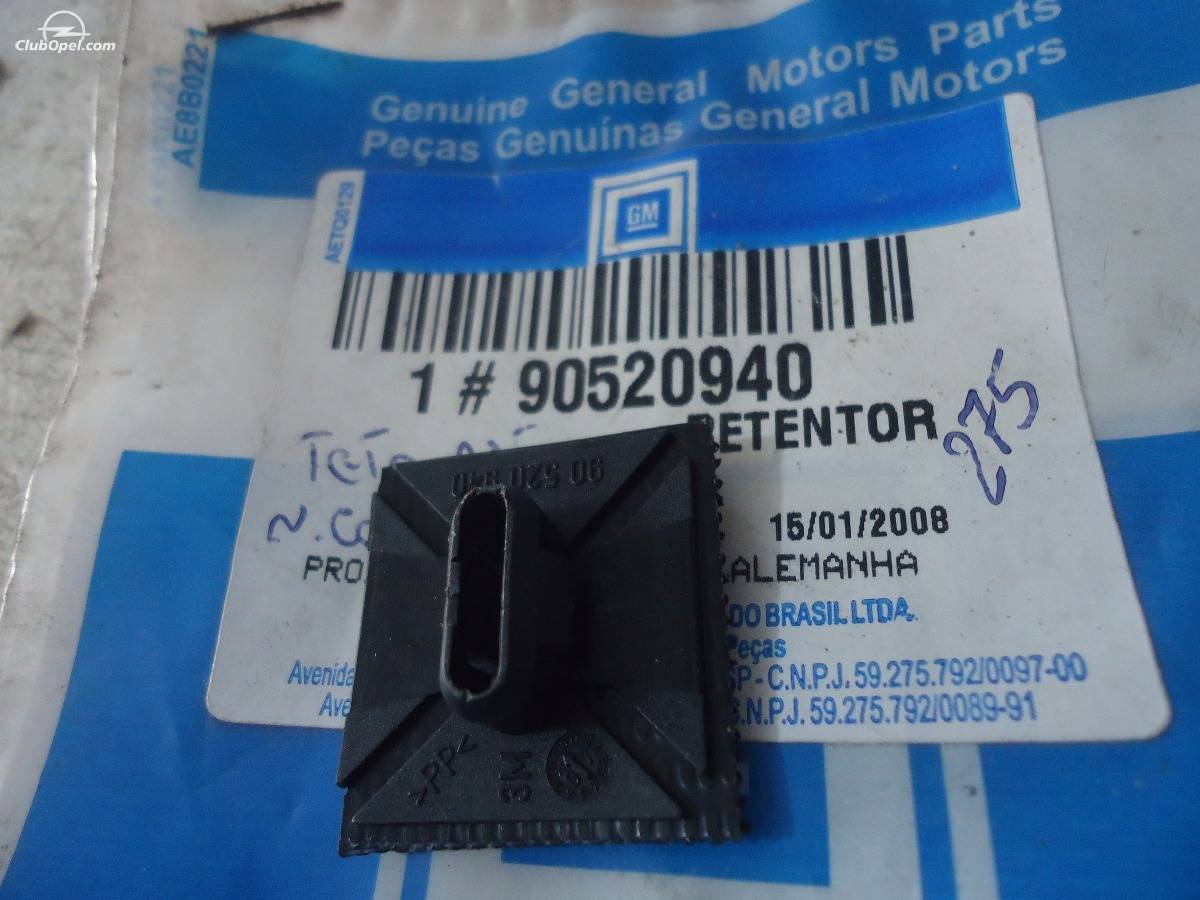 ClubOpel.com
AE8B0221
Genuine General Motors Parts
Peças Genuínas General Motors
AETQ0129
GM
1 # 90520940
RETENTOR
275
15/01/2008
PRO
ALEMANHA
DO BRASIL LTDA.
Peças
Avenida
SP - C.N.P.J. 59.275.792/0097-00
Ave
C.N.P.J. 59.275.792/0089-91
90 520 940
>PP<
3M